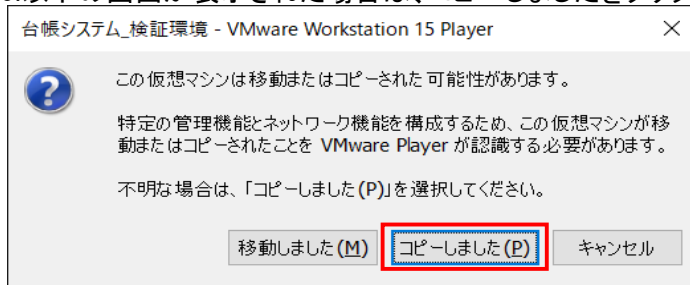 台帳システム_検証環境 - VMware Workstation 15 Player
この仮想マシンは移動またはコピーされた可能性があります。
特定の管理機能とネットワーク機能を構成するため、この仮想マシンが移
動またはコピーされたことを VMware Player が認識する必要があります。
不明な場合は、「コピーしました(P)」を選択してください。
移動しました(M) コピーしました(P) キャンセル